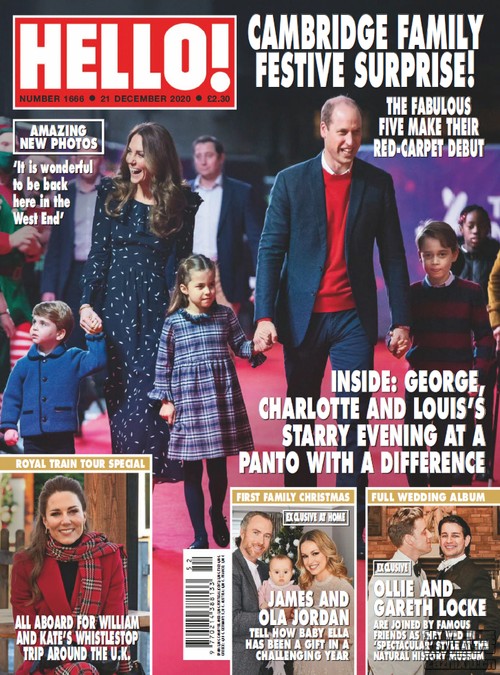 HELLO!
NUMBER 1666 • 21 DECEMBER 2020 • £2.30
CAMBRIDGE FAMILY
FESTIVE SURPRISE!
THE FABULOUS
FIVE MAKE THEIR
RED-CARPET DEBUT
AMAZING
NEW PHOTOS
'It is wonderful
to be back
here in the
West End'
INSIDE: GEORGE,
CHARLOTTE AND LOUIS'S
STARRY EVENING AT A
PANTO WITH A DIFFERENCE
ROYAL TRAIN TOUR SPECIAL
ALL ABOARD FOR WILLIAM
AND KATE'S WHISTLESTOP
TRIP AROUND THE U.K.
52
9 770214 388133
FIRST FAMILY CHRISTMAS
EXCLUSIVE AT HOME
JAMES AND
OLA JORDAN
TELL HOW BABY ELLA
HAS BEEN A GIFT IN A
CHALLENGING YEAR
FULL WEDDING ALBUM
EXCLUSIVE
OLLIE AND
GARETH LOCKE
ARE JOINED BY FAMOUS
FRIENDS AS THEY WED IN
'SPECTACULAR' STYLE AT THE
NATURAL HISTORY MUSEUM